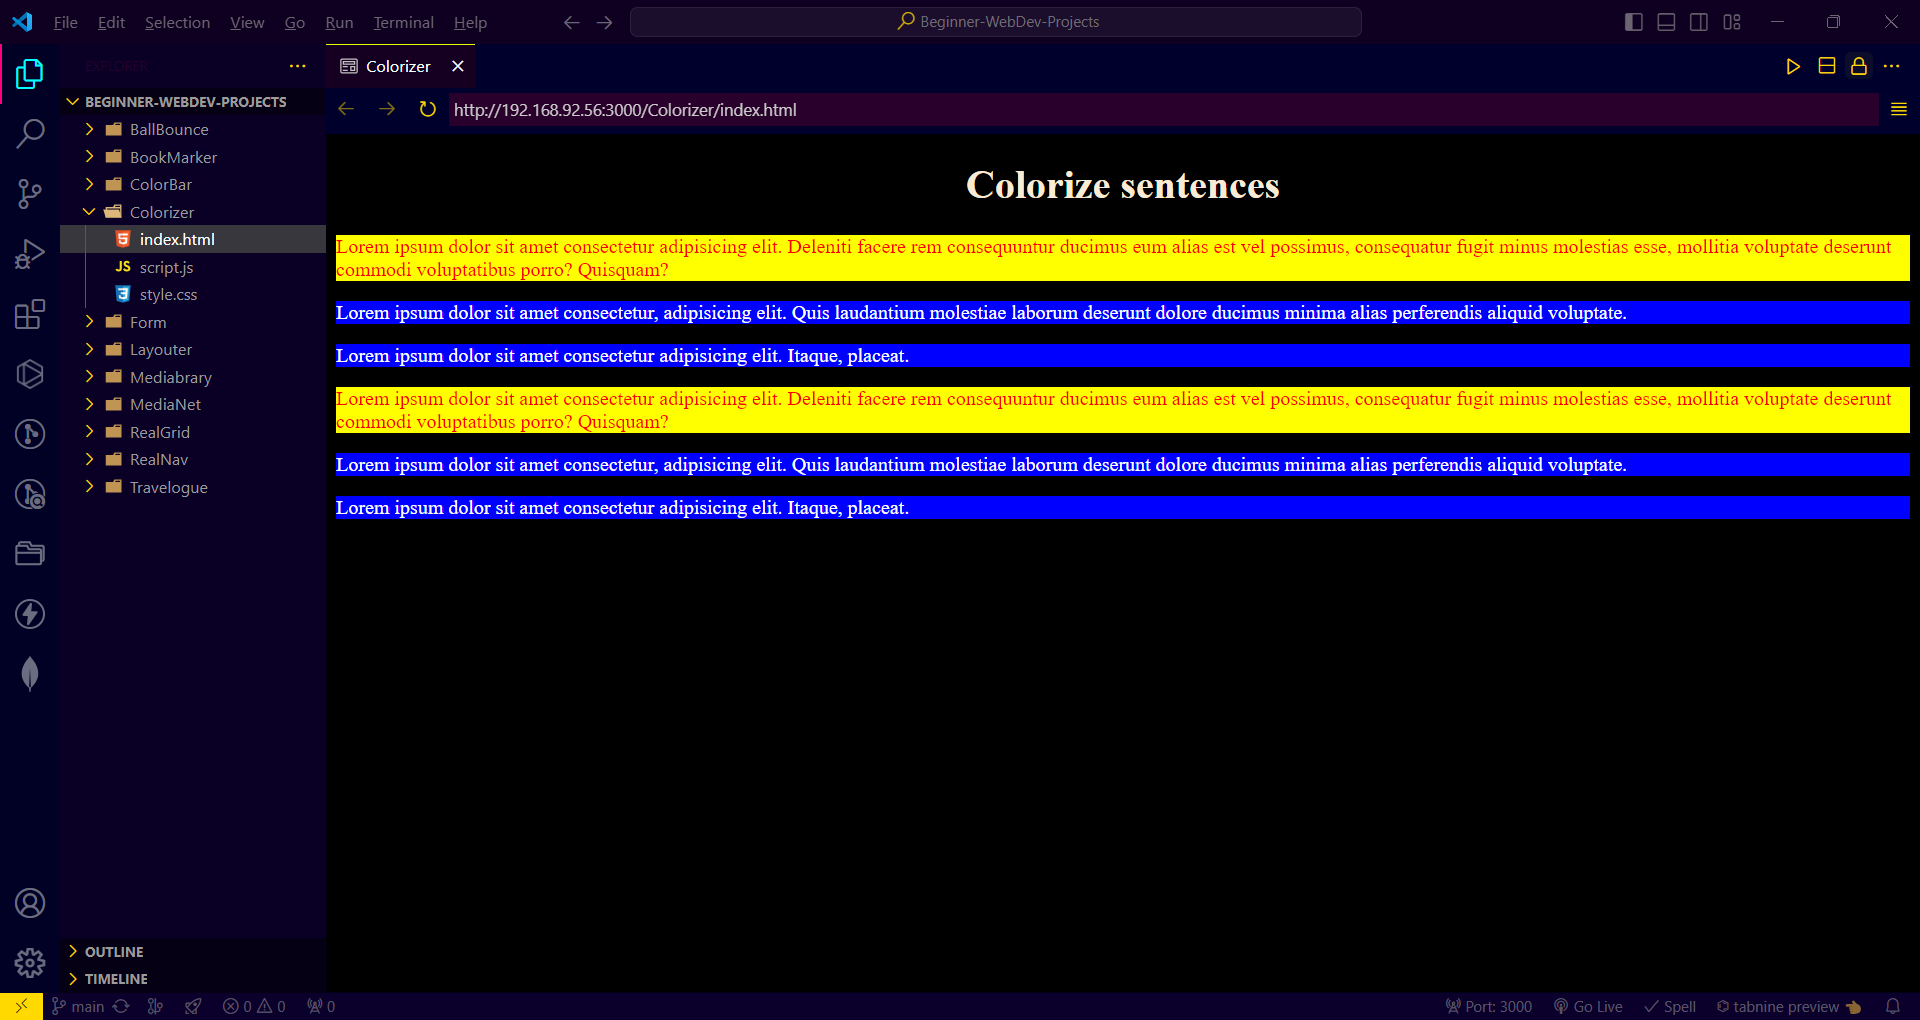 File Edit Selection View Go Run Terminal Help
Beginner-WebDev-Projects
EXPLORER
Colorizer
BEGINNER-WEBDEV-PROJECTS
BallBounce
BookMarker
ColorBar
Colorizer
index.html
JS script.js
style.css
Form
Layouter
Mediabrary
MediaNet
RealGrid
RealNav
Travelogue
OUTLINE
TIMELINE
http://192.168.92.56:3000/Colorizer/index.html
Colorize sentences
Lorem ipsum dolor sit amet consectetur adipisicing elit. Deleniti facere rem consequuntur ducimus eum alias est vel possimus, consequatur fugit minus molestias esse, mollitia voluptate deserunt
commodi voluptatibus porro? Quisquam?
Lorem ipsum dolor sit amet consectetur, adipisicing elit. Quis laudantium molestiae laborum deserunt dolore ducimus minima alias perferendis aliquid voluptate.
Lorem ipsum dolor sit amet consectetur adipisicing elit. Itaque, placeat.
Lorem ipsum dolor sit amet consectetur adipisicing elit. Deleniti facere rem consequuntur ducimus eum alias est vel possimus, consequatur fugit minus molestias esse, mollitia voluptate deserunt
commodi voluptatibus porro? Quisquam?
Lorem ipsum dolor sit amet consectetur, adipisicing elit. Quis laudantium molestiae laborum deserunt dolore ducimus minima alias perferendis aliquid voluptate.
Lorem ipsum dolor sit amet consectetur adipisicing elit. Itaque, placeat.
main 0 0 0 Port: 3000 Go Live Spell tabnine preview